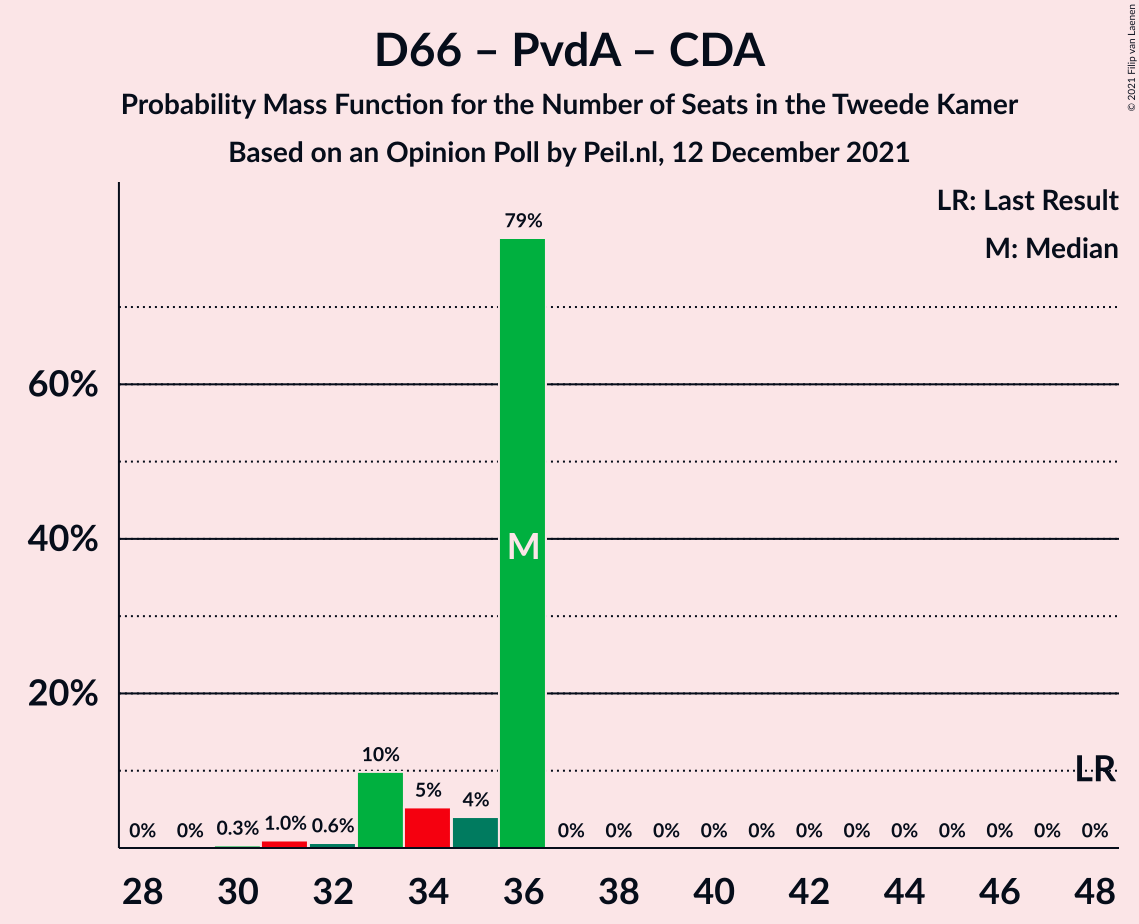 D66 – PvdA – CDA
Probability Mass Function for the Number of Seats in the Tweede Kamer
Based on an Opinion Poll by Peil.nl, 12 December 2021
© 2021 Filip van Laenen
LR: Last Result
M: Median
79%
60%
40%
M
20%
10%
5%
4%
LR
0% 0% 0.3% 1.0% 0.6% 0% 0% 0% 0% 0% 0% 0% 0% 0% 0% 0% 0%
28 30 32 34 36 38 40 42 44 46 48